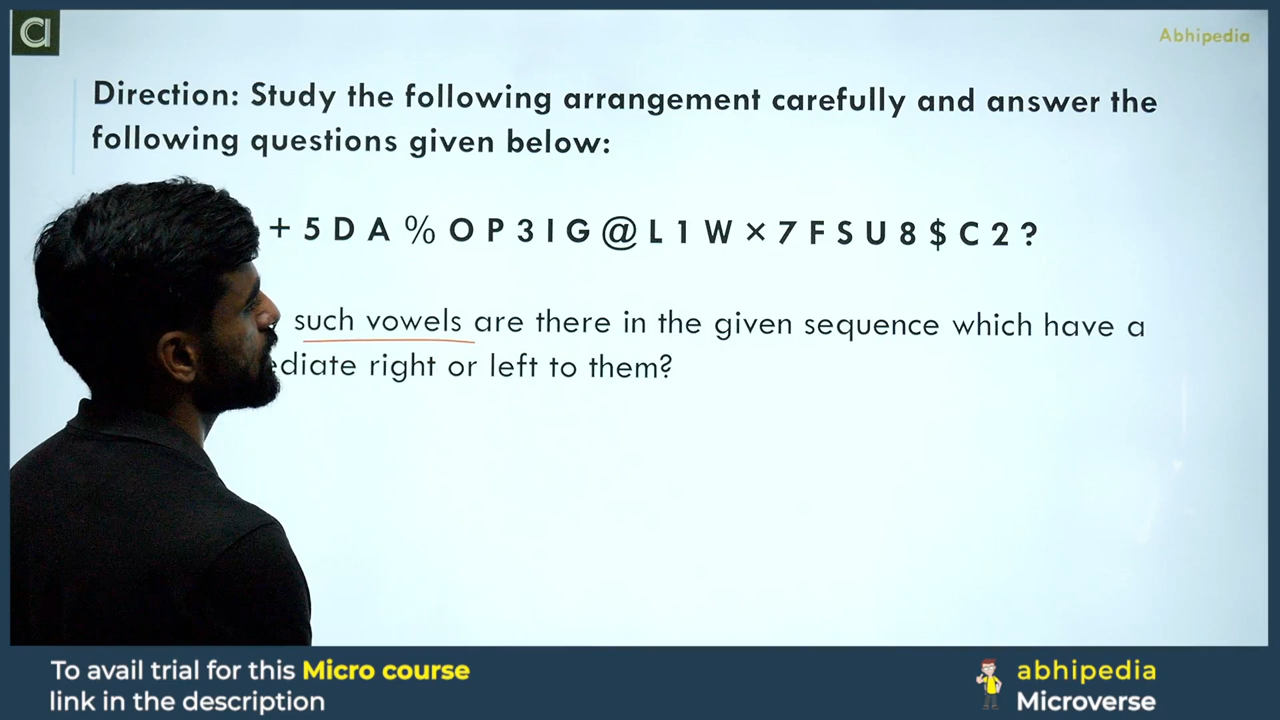 a
Abhipedia
Direction: Study the following arrangement carefully and answer the
following questions given below:
+ 5 D A % O P 3 I G @ L 1 W × 7 F S U 8 $ C 2 ?
such vowels are there in the given sequence which have a
ediate right or left to them?
To avail trial for this Micro course
link in the description
abhipedia
Microverse